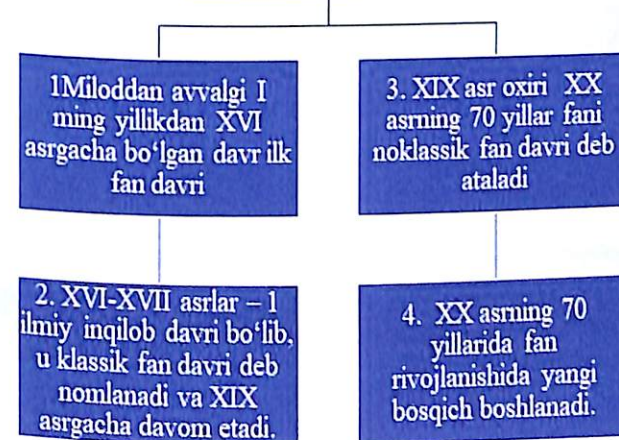 1Miloddan avvalgi I
ming yillikdan XVI
asrgacha bo‘lgan davr ilk
fan davri
2. XVI-XVII asrlar – 1
ilmiy inqilob davri bo‘lib,
u klassik fan davri deb
nomlanadi va XIX
asrgacha davom etadi.
3. XIX asr oxiri XX
asrning 70 yillar fani
noklassik fan davri deb
ataladi
4. XX asrning 70
yillarida fan
rivojlanishida yangi
bosqich boshlanadi.